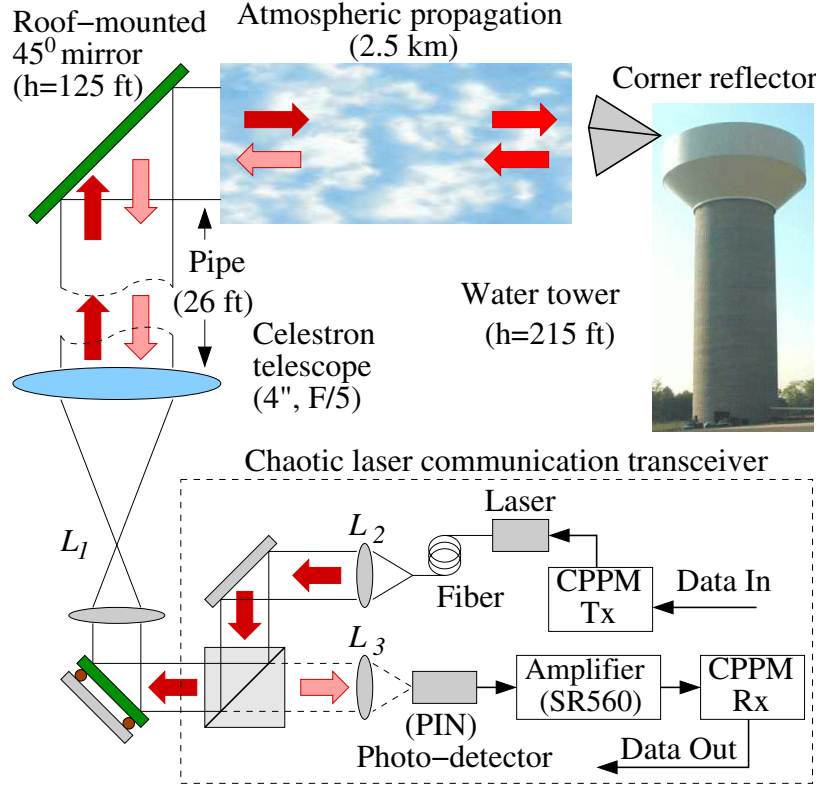 Roof−mounted
45⁰ mirror
(h=125 ft)
Atmospheric propagation
(2.5 km)
Corner reflector
Pipe
(26 ft)
Water tower
(h=215 ft)
Celestron
telescope
(4", F/5)
Chaotic laser communication transceiver
L1
L2
Laser
Fiber
CPPM
Tx
Data In
L3
(PIN)
Photo−detector
Amplifier
(SR560)
CPPM
Rx
Data Out